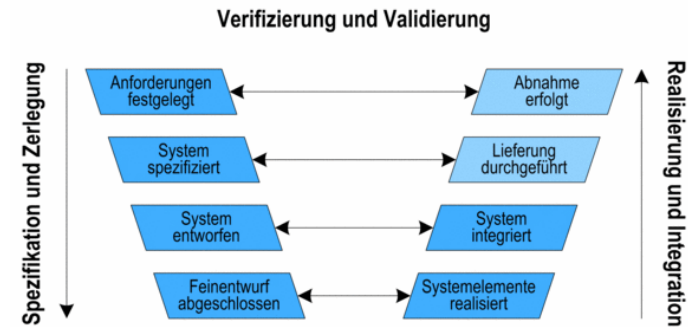 Verifizierung und Validierung
Spezifikation und Zerlegung
Realisierung und Integration
Anforderungen
festgelegt
Abnahme
erfolgt
System
spezifiziert
Lieferung
durchgeführt
System
entworfen
System
integriert
Feinentwurf
abgeschlossen
Systemelemente
realisiert